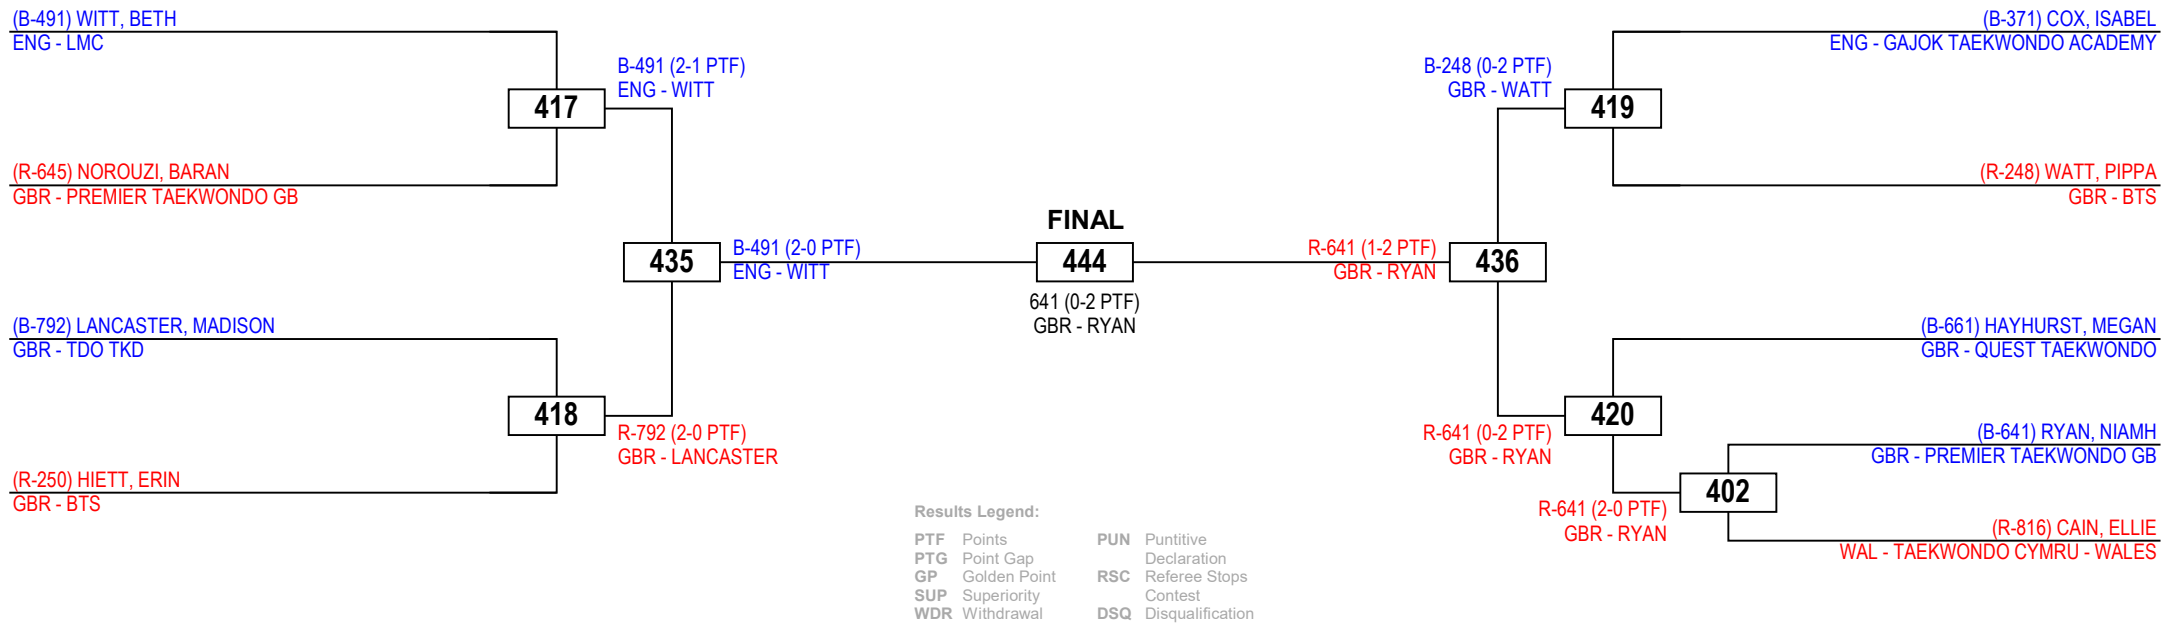 (B-491) WITT, BETH
ENG - LMC
(R-645) NOROUZI, BARAN
GBR - PREMIER TAEKWONDO GB
(B-792) LANCASTER, MADISON
GBR - TDO TKD
(R-250) HIETT, ERIN
GBR - BTS
417
418
B-491 (2-1 PTF)
ENG - WITT
R-792 (2-0 PTF)
GBR - LANCASTER
435
B-491 (2-0 PTF)
ENG - WITT
FINAL
444
641 (0-2 PTF)
GBR - RYAN
R-641 (1-2 PTF)
GBR - RYAN
436
B-248 (0-2 PTF)
GBR - WATT
R-641 (0-2 PTF)
GBR - RYAN
419
420
R-641 (2-0 PTF)
GBR - RYAN
402
(B-371) COX, ISABEL
ENG - GAJOK TAEKWONDO ACADEMY
(R-248) WATT, PIPPA
GBR - BTS
(B-661) HAYHURST, MEGAN
GBR - QUEST TAEKWONDO
(B-641) RYAN, NIAMH
GBR - PREMIER TAEKWONDO GB
(R-816) CAIN, ELLIE
WAL - TAEKWONDO CYMRU - WALES
Results Legend:
PTF Points
PTG Point Gap
GP Golden Point
SUP Superiority
WDR Withdrawal
PUN Puntitive
Declaration
RSC Referee Stops
Contest
DSQ Disqualification